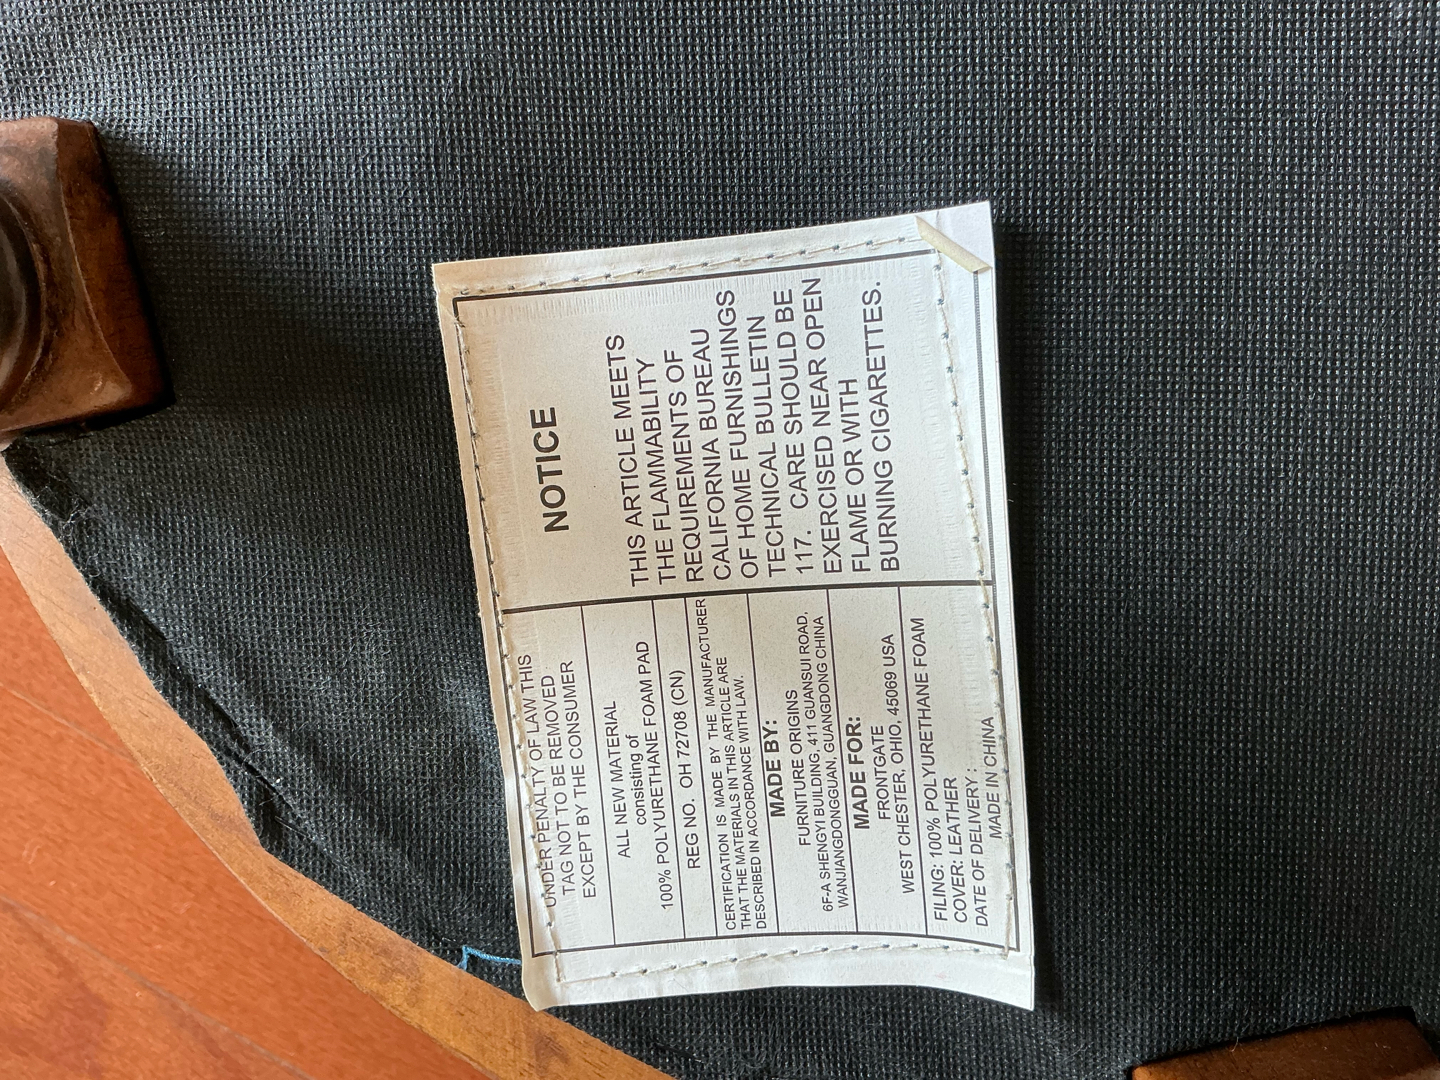 UNDER PENALTY OF LAW THIS
TAG NOT TO BE REMOVED
EXCEPT BY THE CONSUMER
ALL NEW MATERIAL
consisting of
100% POLYURETHANE FOAM PAD
REG NO. OH 72708 (CN)
CERTIFICATION IS MADE BY THE MANUFACTURER
THAT THE MATERIALS IN THIS ARTICLE ARE
DESCRIBED IN ACCORDANCE WITH LAW.
MADE BY:
FURNITURE ORIGINS
6F-A SHENGYI BUILDING, 411 GUANSUI ROAD,
WANJIANGDONGGUAN, GUANGDONG CHINA
MADE FOR:
FRONTGATE
WEST CHESTER, OHIO, 45069 USA
FILING: 100% POLYURETHANE FOAM
COVER: LEATHER
DATE OF DELIVERY :
MADE IN CHINA
NOTICE
THIS ARTICLE MEETS
THE FLAMMABILITY
REQUIREMENTS OF
CALIFORNIA BUREAU
OF HOME FURNISHINGS
TECHNICAL BULLETIN
117. CARE SHOULD BE
EXERCISED NEAR OPEN
FLAME OR WITH
BURNING CIGARETTES.